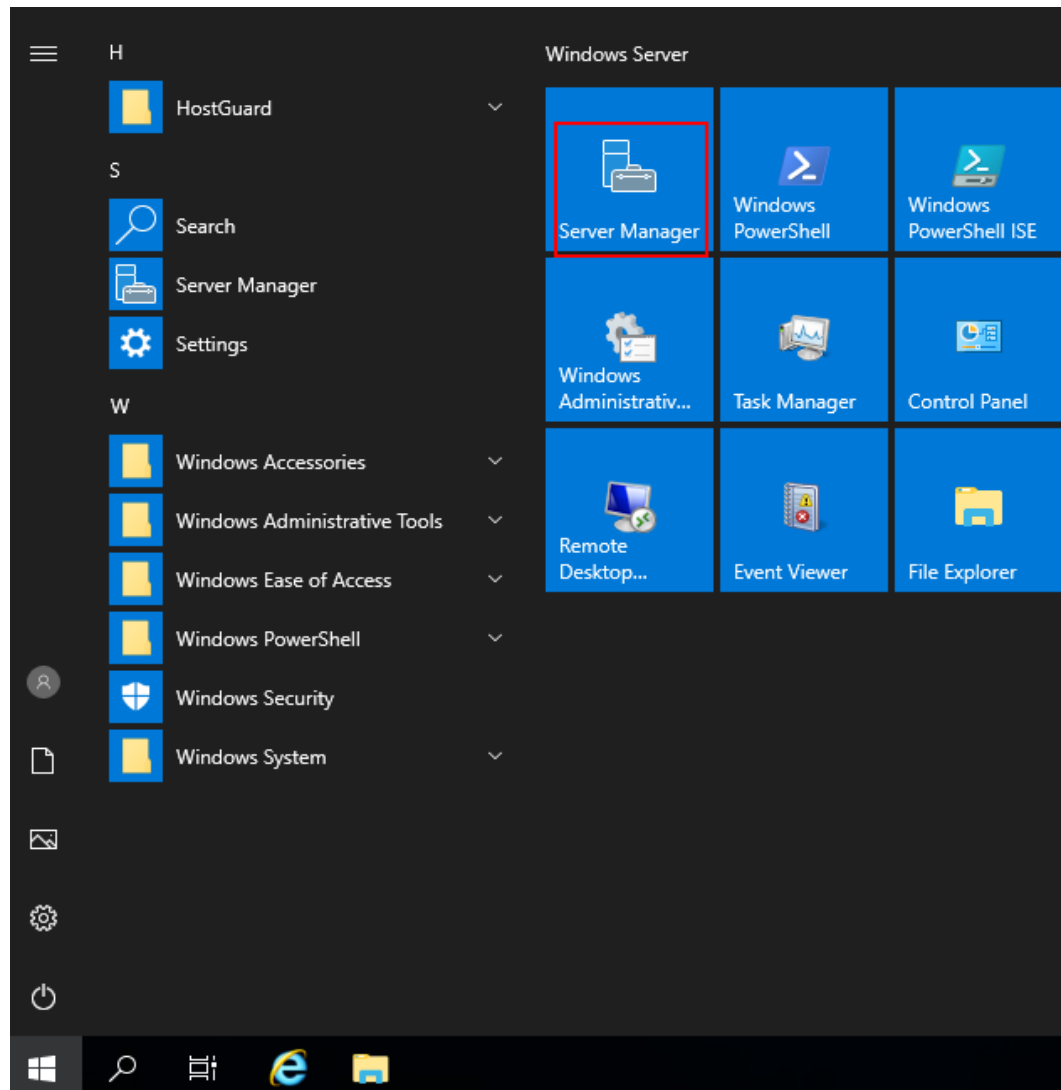 H
HostGuard
S
Search
Server Manager
Settings
W
Windows Accessories
Windows Administrative Tools
Windows Ease of Access
Windows PowerShell
Windows Security
Windows System
Windows Server
Server Manager
Windows
PowerShell
Windows
PowerShell ISE
Windows
Administrativ...
Task Manager
Control Panel
Remote
Desktop...
Event Viewer
File Explorer